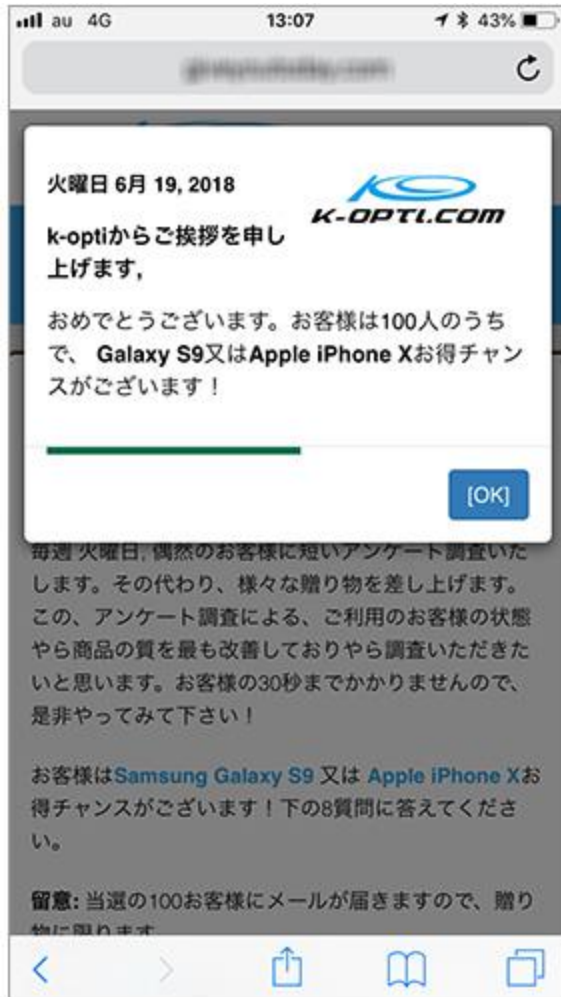 au 4G 13:07 43%
火曜日 6月 19, 2018
K-OPTI.COM
k-optiからご挨拶を申し
上げます,
おめでとうございます。お客様は100人のうち
で、 Galaxy S9又はApple iPhone Xお得チャン
スがございます！
[OK]
毎週 火曜日, 偶然のお客様に短いアンケート調査いた
します。その代わり、様々な贈り物を差し上げます。
この、アンケート調査による、ご利用のお客様の状態
やら商品の質を最も改善しておりやら調査いただきた
いと思います。お客様の30秒までかかりませんので、
是非やってみて下さい！
お客様はSamsung Galaxy S9 又は Apple iPhone Xお
得チャンスがございます！下の8質問に答えてくださ
い。
留意: 当選の100お客様にメールが届きますので、贈り
物に限ります